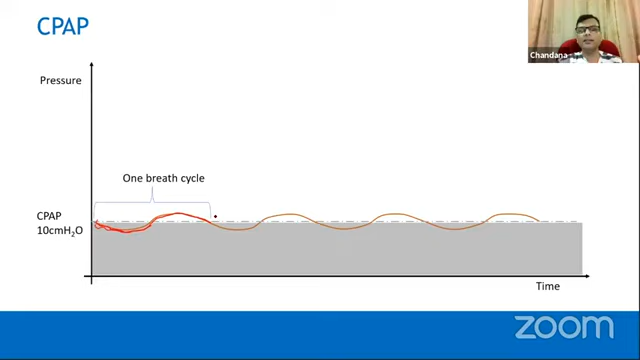 CPAP
Chandana
Pressure
One breath cycle
CPAP
10cmH₂O
Time
zoom